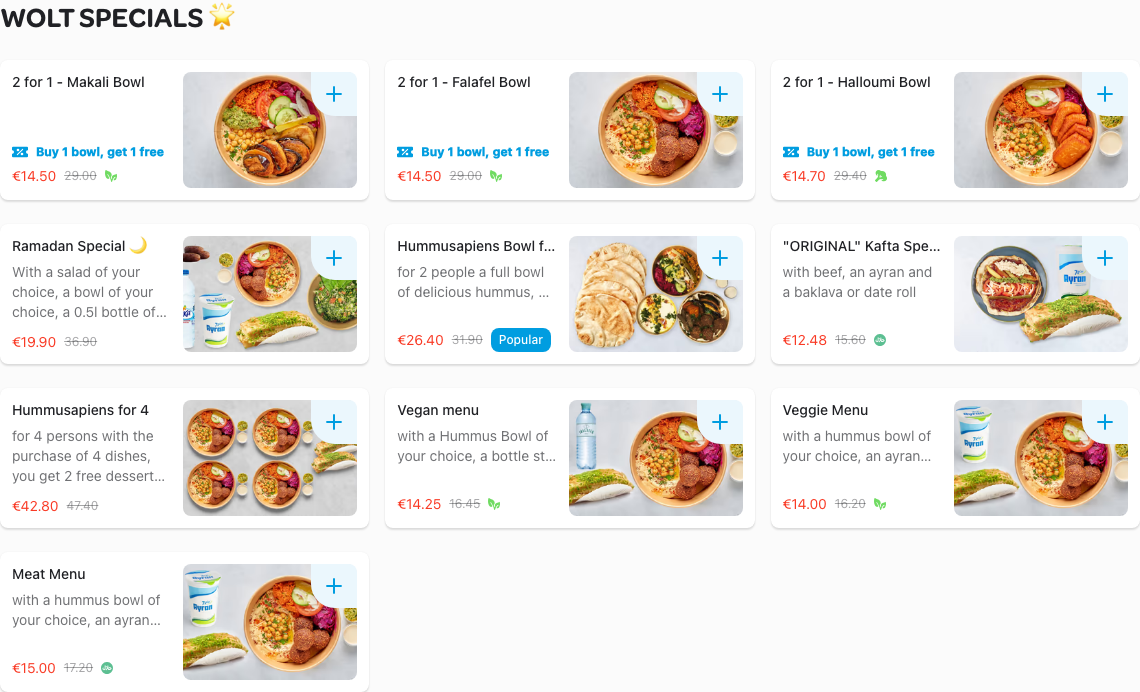 WOLT SPECIALS 🌟
2 for 1 - Makali Bowl
Buy 1 bowl, get 1 free
€14.50 29.00
2 for 1 - Falafel Bowl
Buy 1 bowl, get 1 free
€14.50 29.00
2 for 1 - Halloumi Bowl
Buy 1 bowl, get 1 free
€14.70 29.40
Ramadan Special 🌙
With a salad of your
choice, a bowl of your
choice, a 0.5l bottle of...
€19.90 36.90
Ayran
Hummusapiens Bowl f...
for 2 people a full bowl
of delicious hummus, ...
€26.40 31.90 Popular
"ORIGINAL" Kafta Spe...
with beef, an ayran and
a baklava or date roll
€12.48 15.60
Ayran
Hummusapiens for 4
for 4 persons with the
purchase of 4 dishes,
you get 2 free dessert...
€42.80 47.40
Vegan menu
with a Hummus Bowl of
your choice, a bottle st...
€14.25 16.45
Veggie Menu
with a hummus bowl of
your choice, an ayran...
€14.00 16.20
Ayran
Meat Menu
with a hummus bowl of
your choice, an ayran...
€15.00 17.20
Ayran